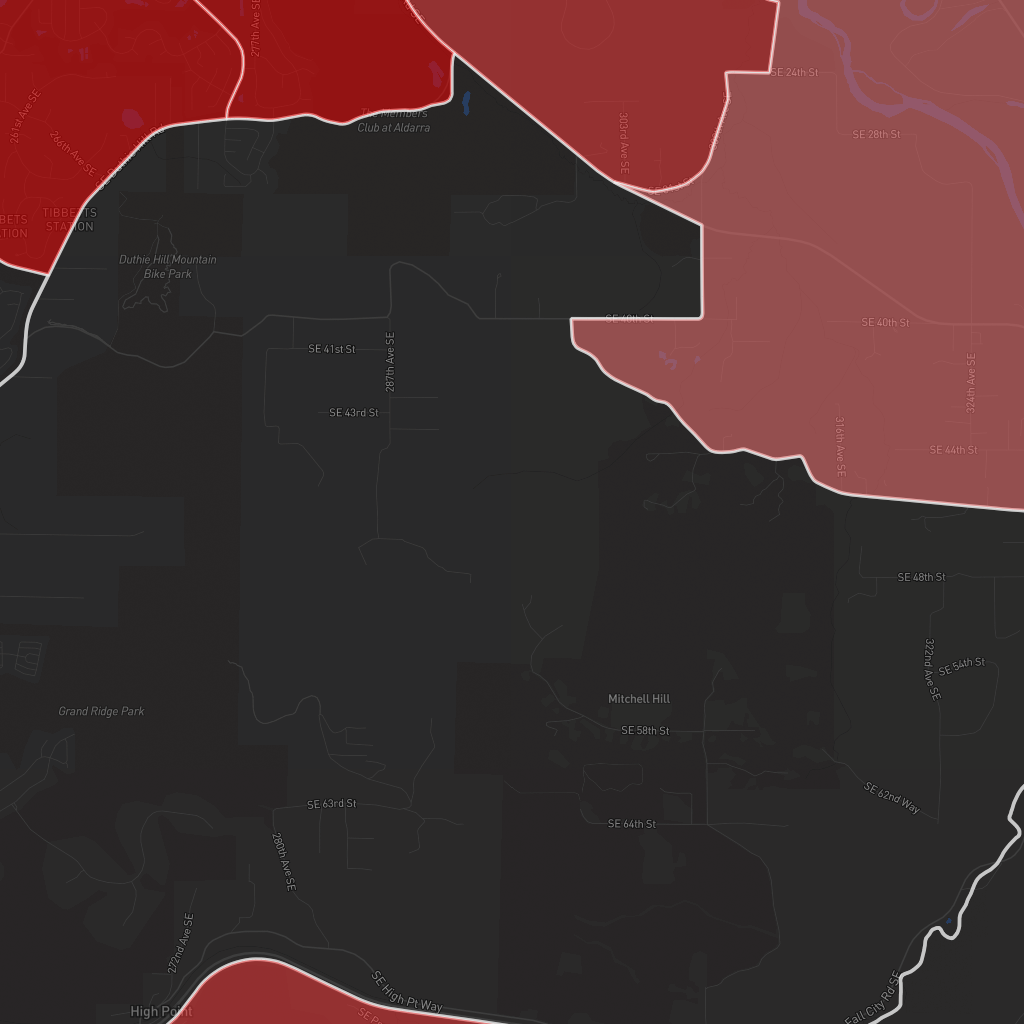 277th Ave SE
SE 24th St
261st Ave SE
266th Ave SE
The Members
Club at Aldarra
303rd Ave SE
SE 28th St
TIBBETTS
STATION
Duthie Hill Mountain
Bike Park
SE 40th St
SE 40th St
SE 41st St
287th Ave SE
324th Ave SE
SE 43rd St
316th Ave SE
SE 44th St
SE 48th St
322nd Ave SE
SE 54th St
Mitchell Hill
Grand Ridge Park
SE 58th St
SE 62nd Way
SE 63rd St
SE 64th St
280th Ave SE
272nd Ave SE
SE High Pt Way
Fall City Rd SE
High Point